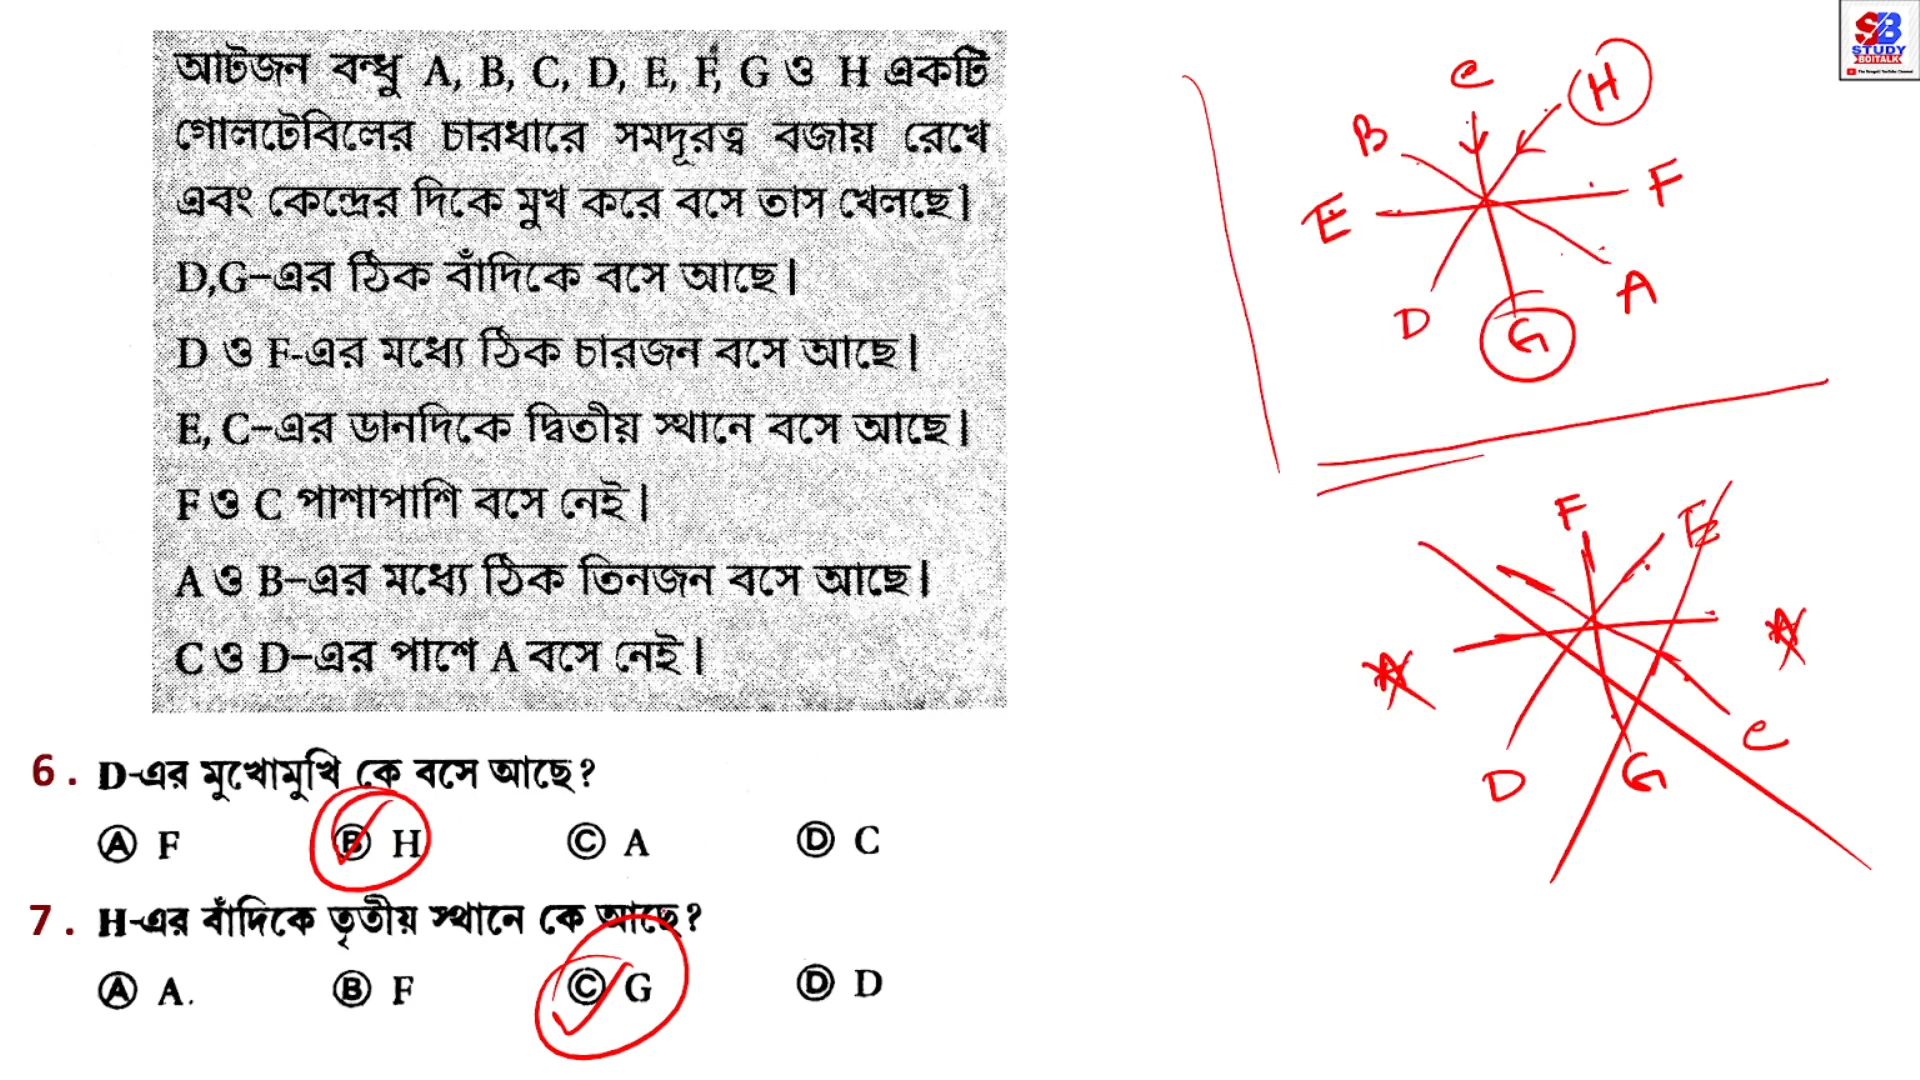 আটজন বন্ধু A, B, C, D, E, F, G ও H একটি
গোলটেবিলের চারধারে সমদূরত্ব বজায় রেখে
এবং কেন্দ্রের দিকে মুখ করে বসে তাস খেলছে।
D,G–এর ঠিক বাঁদিকে বসে আছে।
D ও F-এর মধ্যে ঠিক চারজন বসে আছে।
E, C–এর ডানদিকে দ্বিতীয় স্থানে বসে আছে।
F ও C পাশাপাশি বসে নেই।
A ও B–এর মধ্যে ঠিক তিনজন বসে আছে।
C ও D–এর পাশে A বসে নেই।
6. D-এর মুখোমুখি কে বসে আছে?
Ⓐ F Ⓑ H Ⓒ A Ⓓ C
7. H-এর বাঁদিকে তৃতীয় স্থানে কে আছে?
Ⓐ A. Ⓑ F Ⓒ G Ⓓ D
C
H
B
F
E
A
D
G
F
E
A
A
C
D
G
SB
STUDY
BOITALK